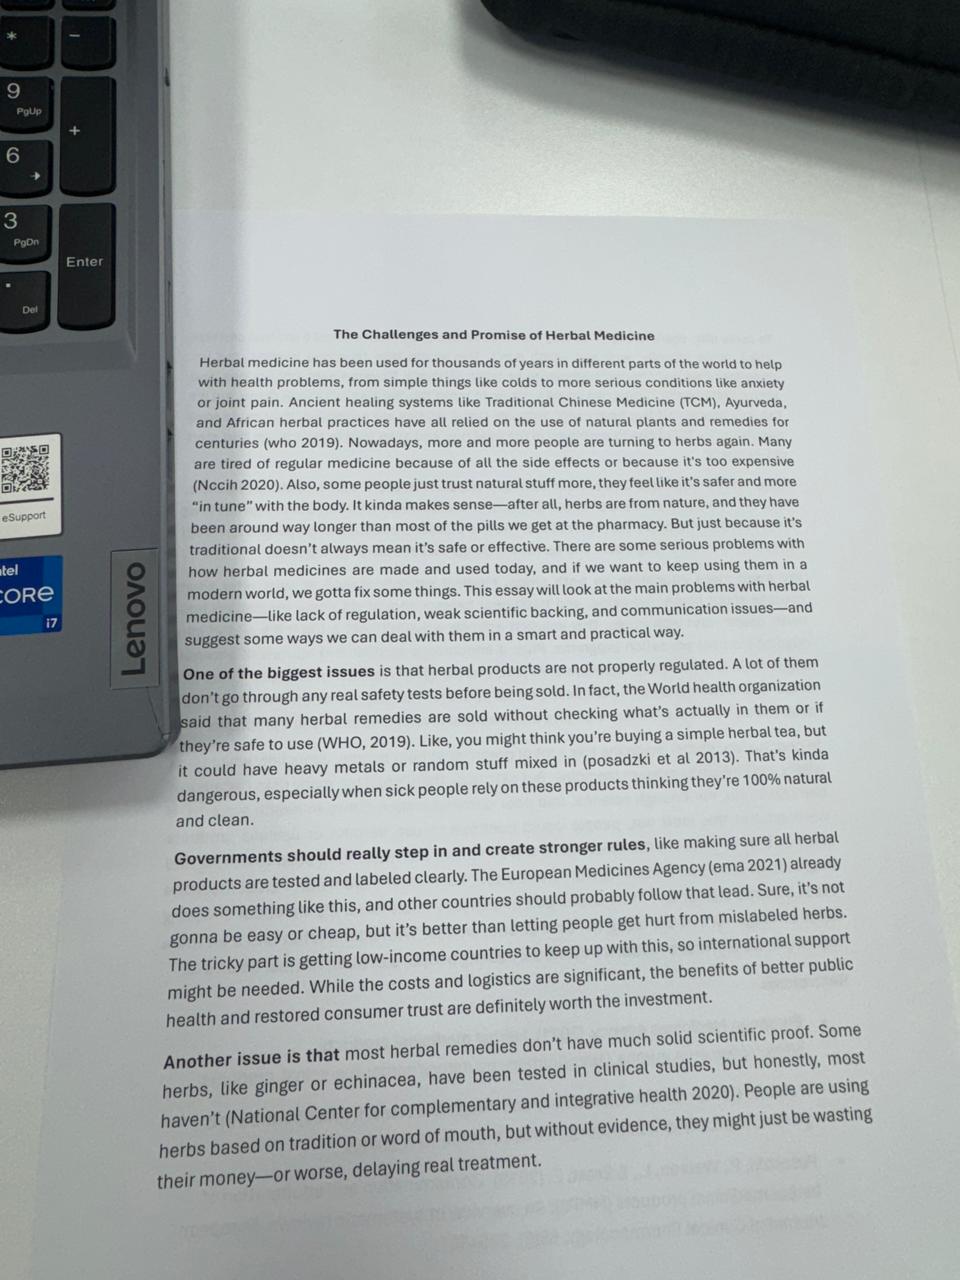 *
-
9
PgUp
+
6
3
PgDn
Enter
.
Del
eSupport
intel
CORE
i7
Lenovo
The Challenges and Promise of Herbal Medicine
Herbal medicine has been used for thousands of years in different parts of the world to help
with health problems, from simple things like colds to more serious conditions like anxiety
or joint pain. Ancient healing systems like Traditional Chinese Medicine (TCM), Ayurveda,
and African herbal practices have all relied on the use of natural plants and remedies for
centuries (who 2019). Nowadays, more and more people are turning to herbs again. Many
are tired of regular medicine because of all the side effects or because it's too expensive
(Nccih 2020). Also, some people just trust natural stuff more, they feel like it's safer and more
“in tune” with the body. It kinda makes sense—after all, herbs are from nature, and they have
been around way longer than most of the pills we get at the pharmacy. But just because it's
traditional doesn't always mean it's safe or effective. There are some serious problems with
how herbal medicines are made and used today, and if we want to keep using them in a
modern world, we gotta fix some things. This essay will look at the main problems with herbal
medicine—like lack of regulation, weak scientific backing, and communication issues—and
suggest some ways we can deal with them in a smart and practical way.
One of the biggest issues is that herbal products are not properly regulated. A lot of them
don't go through any real safety tests before being sold. In fact, the World health organization
said that many herbal remedies are sold without checking what's actually in them or if
they're safe to use (WHO, 2019). Like, you might think you're buying a simple herbal tea, but
it could have heavy metals or random stuff mixed in (posadzki et al 2013). That's kinda
dangerous, especially when sick people rely on these products thinking they're 100% natural
and clean.
Governments should really step in and create stronger rules, like making sure all herbal
products are tested and labeled clearly. The European Medicines Agency (ema 2021) already
does something like this, and other countries should probably follow that lead. Sure, it's not
gonna be easy or cheap, but it's better than letting people get hurt from mislabeled herbs.
The tricky part is getting low-income countries to keep up with this, so international support
might be needed. While the costs and logistics are significant, the benefits of better public
health and restored consumer trust are definitely worth the investment.
Another issue is that most herbal remedies don't have much solid scientific proof. Some
herbs, like ginger or echinacea, have been tested in clinical studies, but honestly, most
haven't (National Center for complementary and integrative health 2020). People are using
herbs based on tradition or word of mouth, but without evidence, they might just be wasting
their money—or worse, delaying real treatment.